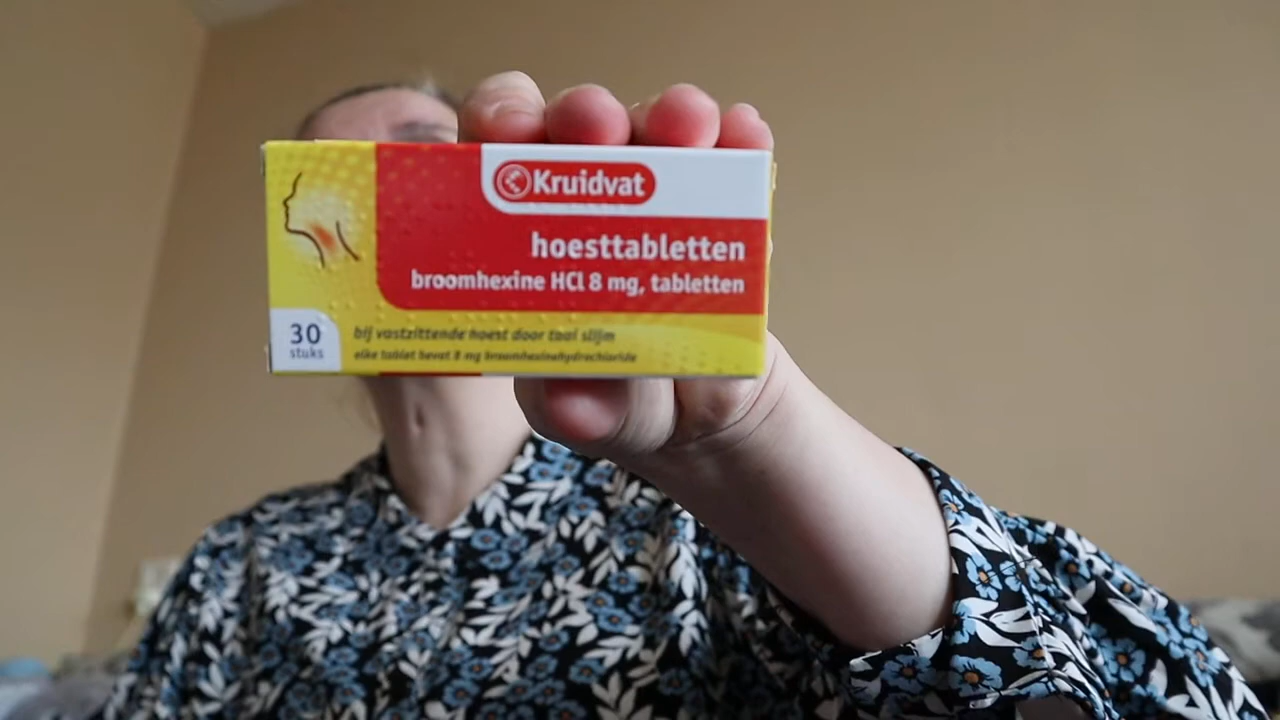 Kruidvat
hoesttabletten
broomhexine HCl 8 mg, tabletten
30
stuks
bij vastzittende hoest door taai slijm
elke tablet bevat 8 mg broomhexinehydrochloride